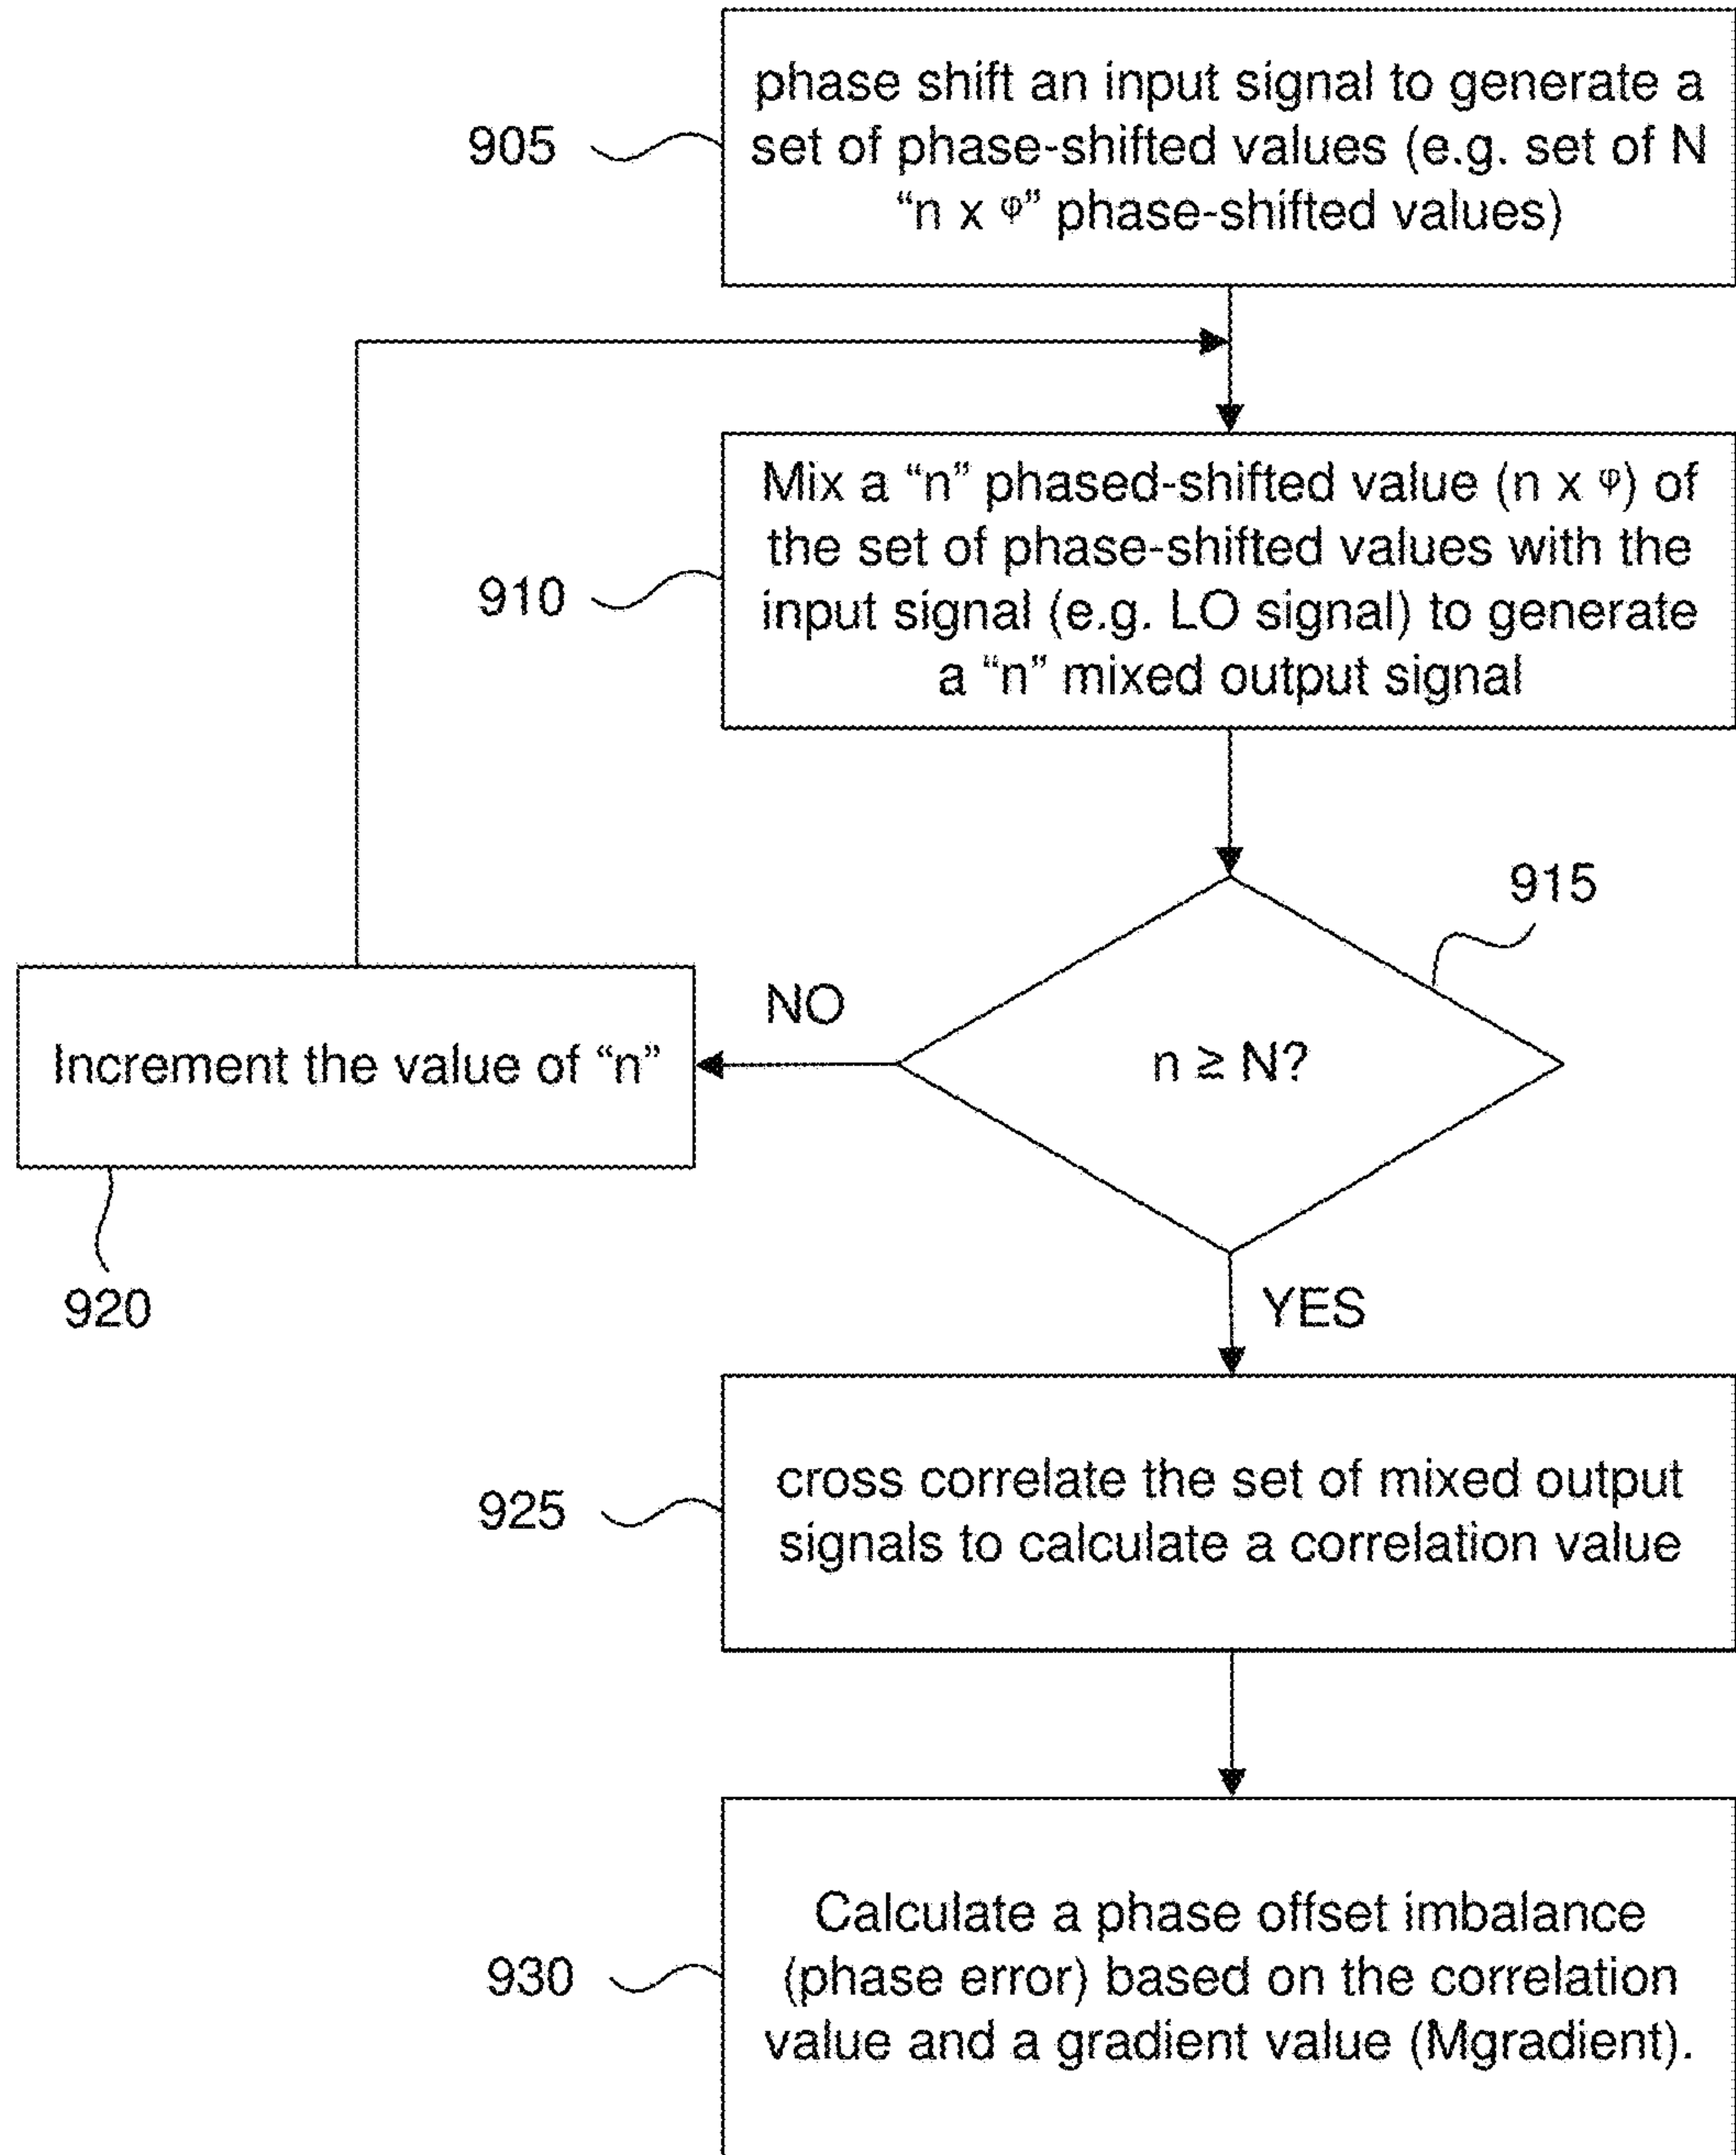 phase shift an input signal to generate a
set of phase-shifted values (e.g. set of N
“n x φ” phase-shifted values)
905
Mix a “n” phased-shifted value (n x φ) of
the set of phase-shifted values with the
input signal (e.g. LO signal) to generate
a “n” mixed output signal
910
915
n ≥ N?
NO
Increment the value of “n”
920
YES
cross correlate the set of mixed output
signals to calculate a correlation value
925
Calculate a phase offset imbalance
(phase error) based on the correlation
value and a gradient value (Mgradient).
930